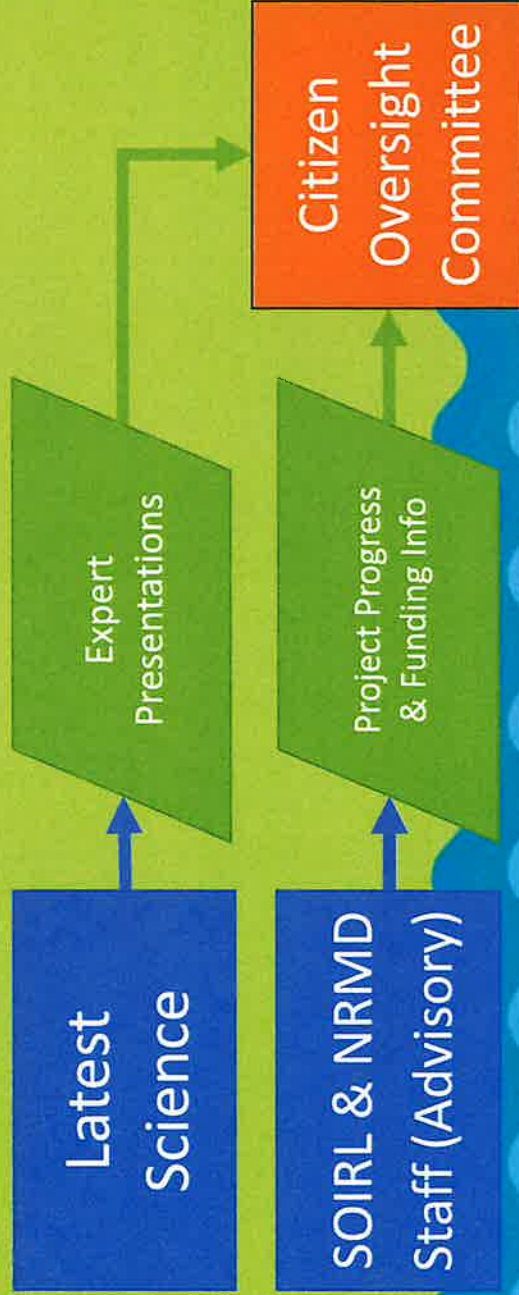 Latest
Science
Expert
Presentations
SOIRL & NRMD
Staff (Advisory)
Project Progress
& Funding Info
Citizen
Oversight
Committee